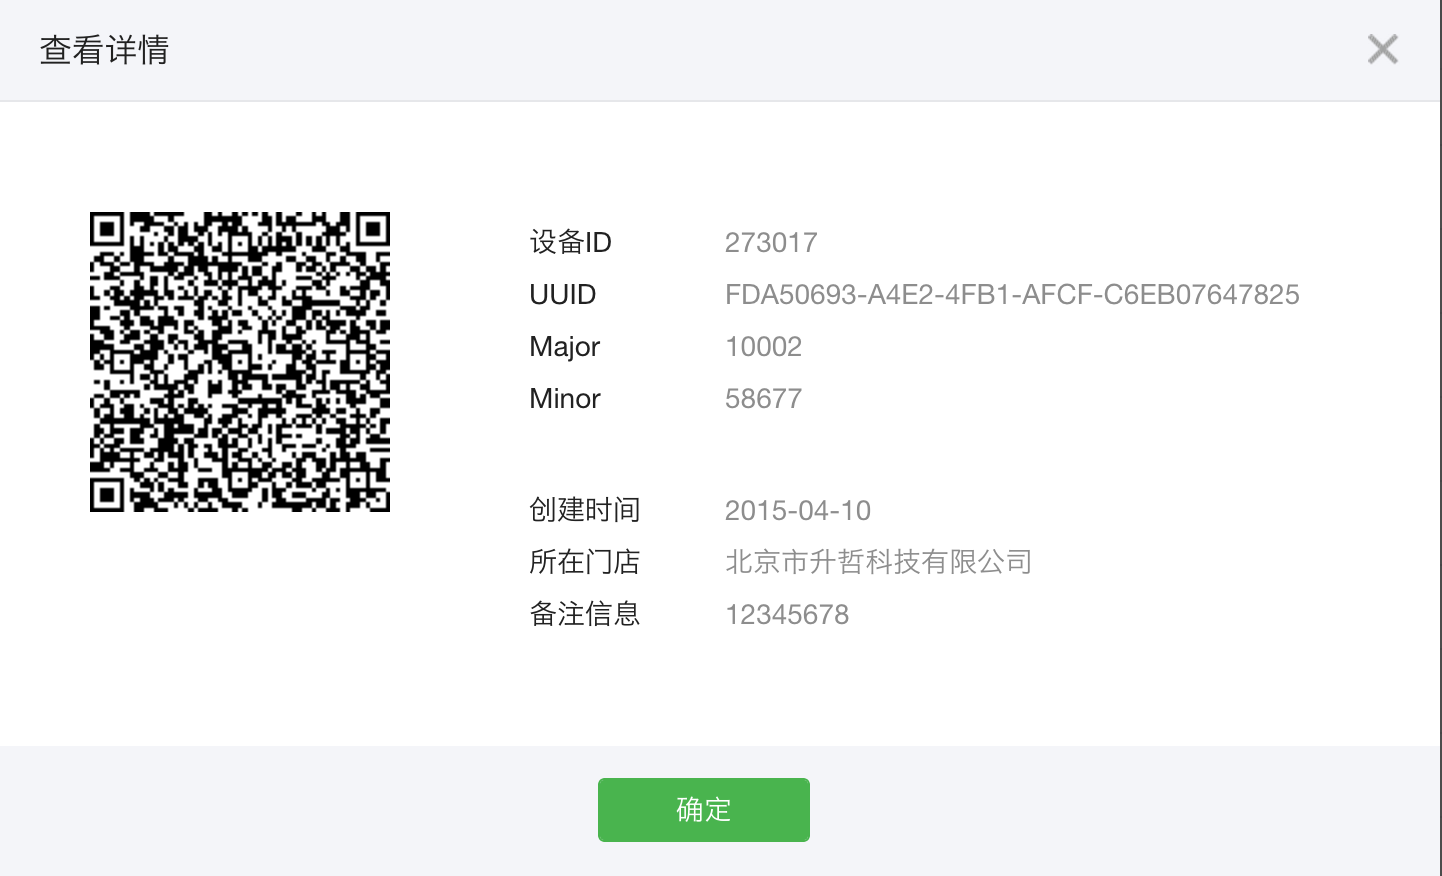 查看详情
设备ID 273017
UUID FDA50693-A4E2-4FB1-AFCF-C6EB07647825
Major 10002
Minor 58677
创建时间 2015-04-10
所在门店 北京市升哲科技有限公司
备注信息 12345678
确定